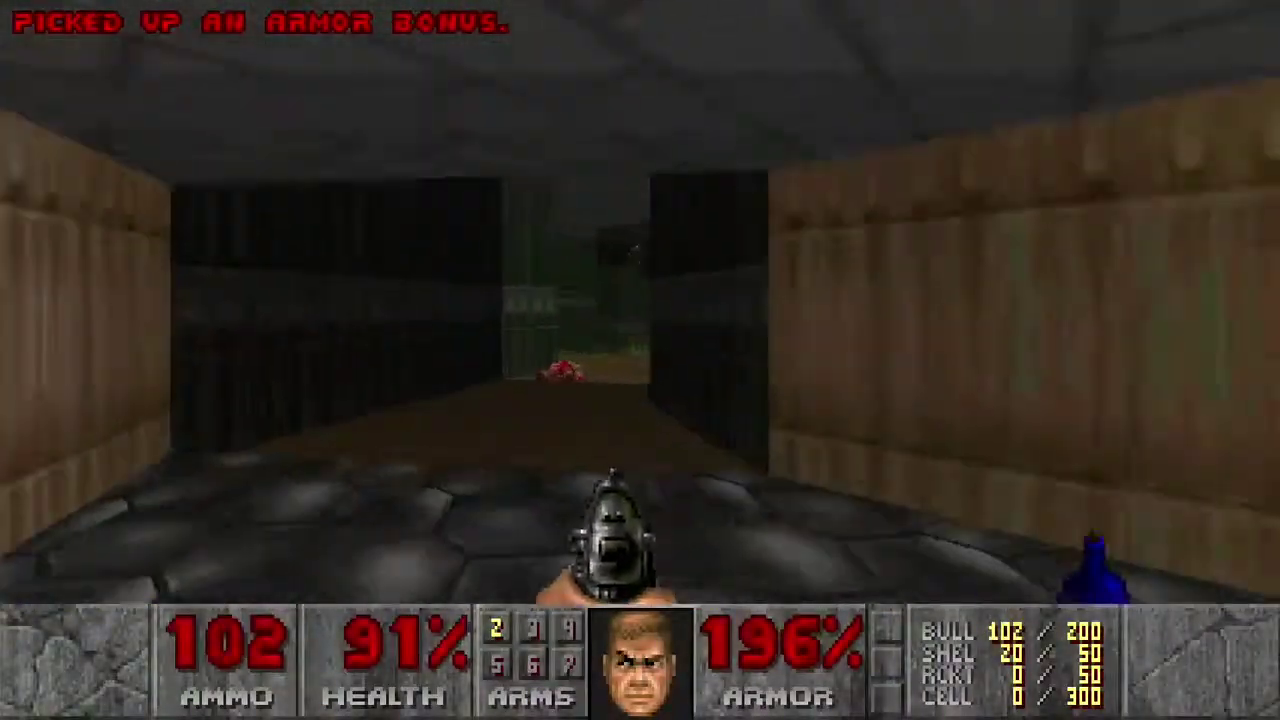 PICKED UP AN ARMOR BONUS.
102 91% 2 3 4 196% BULL 102 / 200
5 6 7 SHEL 20 / 50
RCKT 0 / 50
AMMO HEALTH ARMS ARMOR CELL 0 / 300